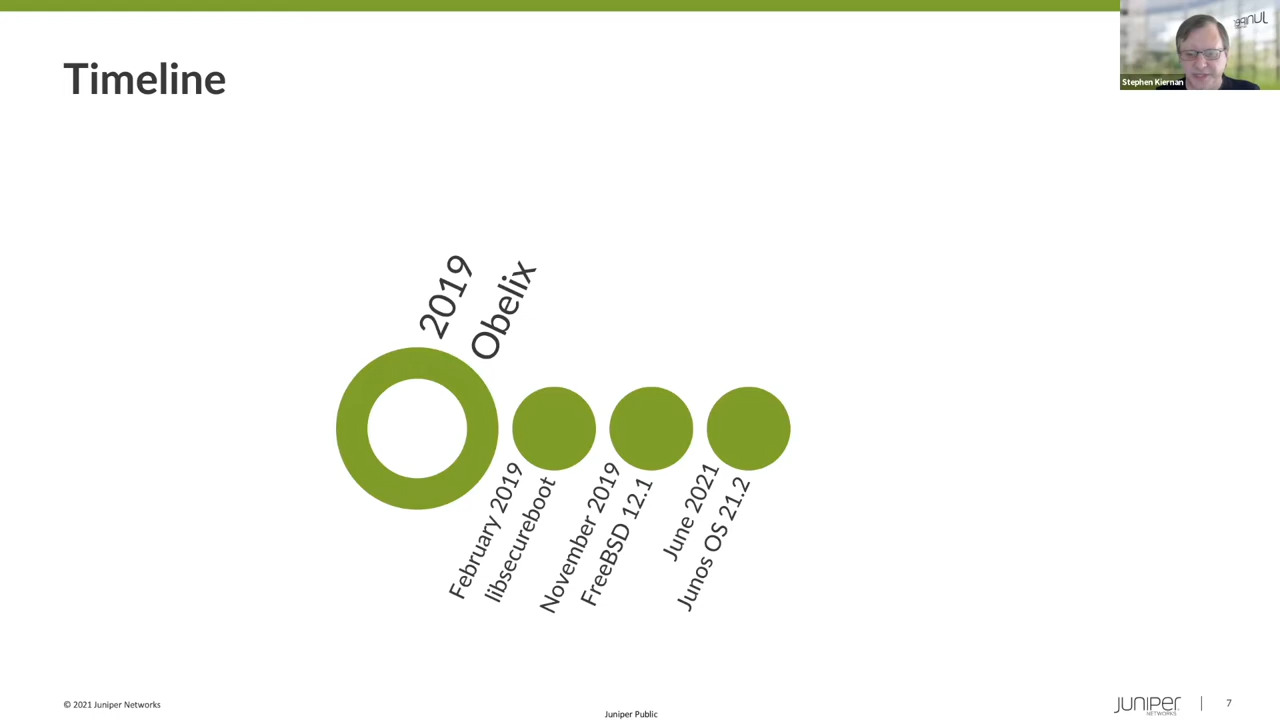 Timeline
Stephen Kiernan
2019
Obelix
February 2019
libsecureboot
November 2019
FreeBSD 12.1
June 2021
Junos OS 21.2
© 2021 Juniper Networks
Juniper Public
JUNIPER
NETWORKS
7